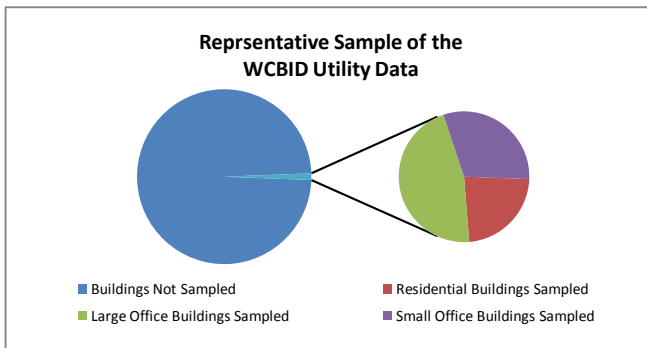 Reprsentative Sample of the
WCBID Utility Data
Buildings Not Sampled
Residential Buildings Sampled
Large Office Buildings Sampled
Small Office Buildings Sampled